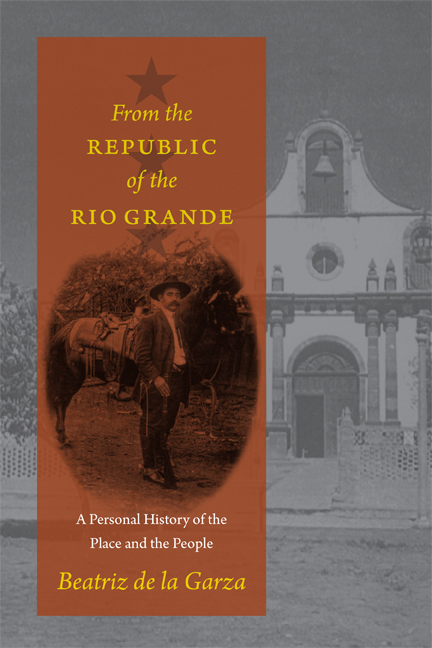 From the
REPUBLIC
of the
RIO GRANDE
A Personal History of the
Place and the People
Beatriz de la Garza